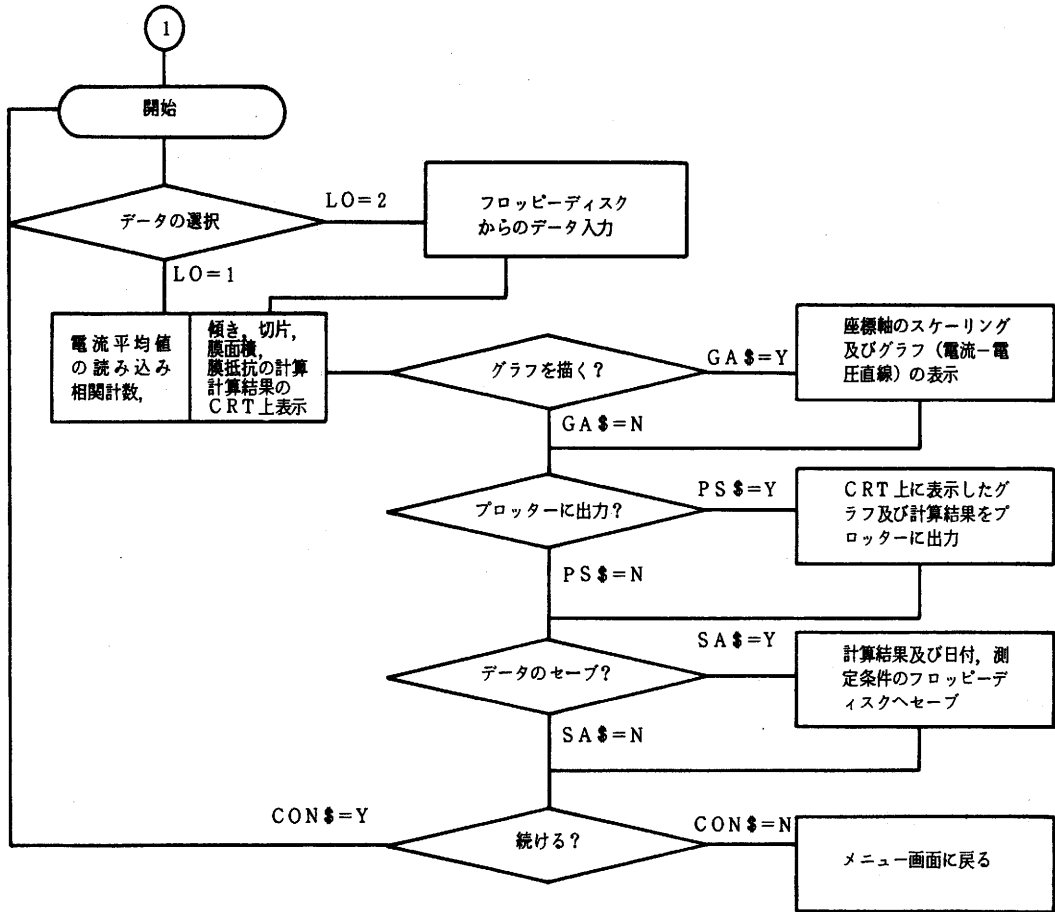 1
開始
データの選択
LO=2
フロッピーディスク
からのデータ入力
LO=1
電流平均値
の読み込み
相関計数,
傾き,切片,
膜面積,
膜抵抗の計算
計算結果の
CRT上表示
グラフを描く?
GA$=Y
座標軸のスケーリング
及びグラフ(電流-電
圧直線)の表示
GA$=N
プロッターに出力?
PS$=Y
CRT上に表示したグ
ラフ及び計算結果をプ
ロッターに出力
PS$=N
データのセーブ?
SA$=Y
計算結果及び日付,測
定条件のフロッピーデ
ィスクへセーブ
SA$=N
CON$=Y
続ける?
CON$=N
メニュー画面に戻る